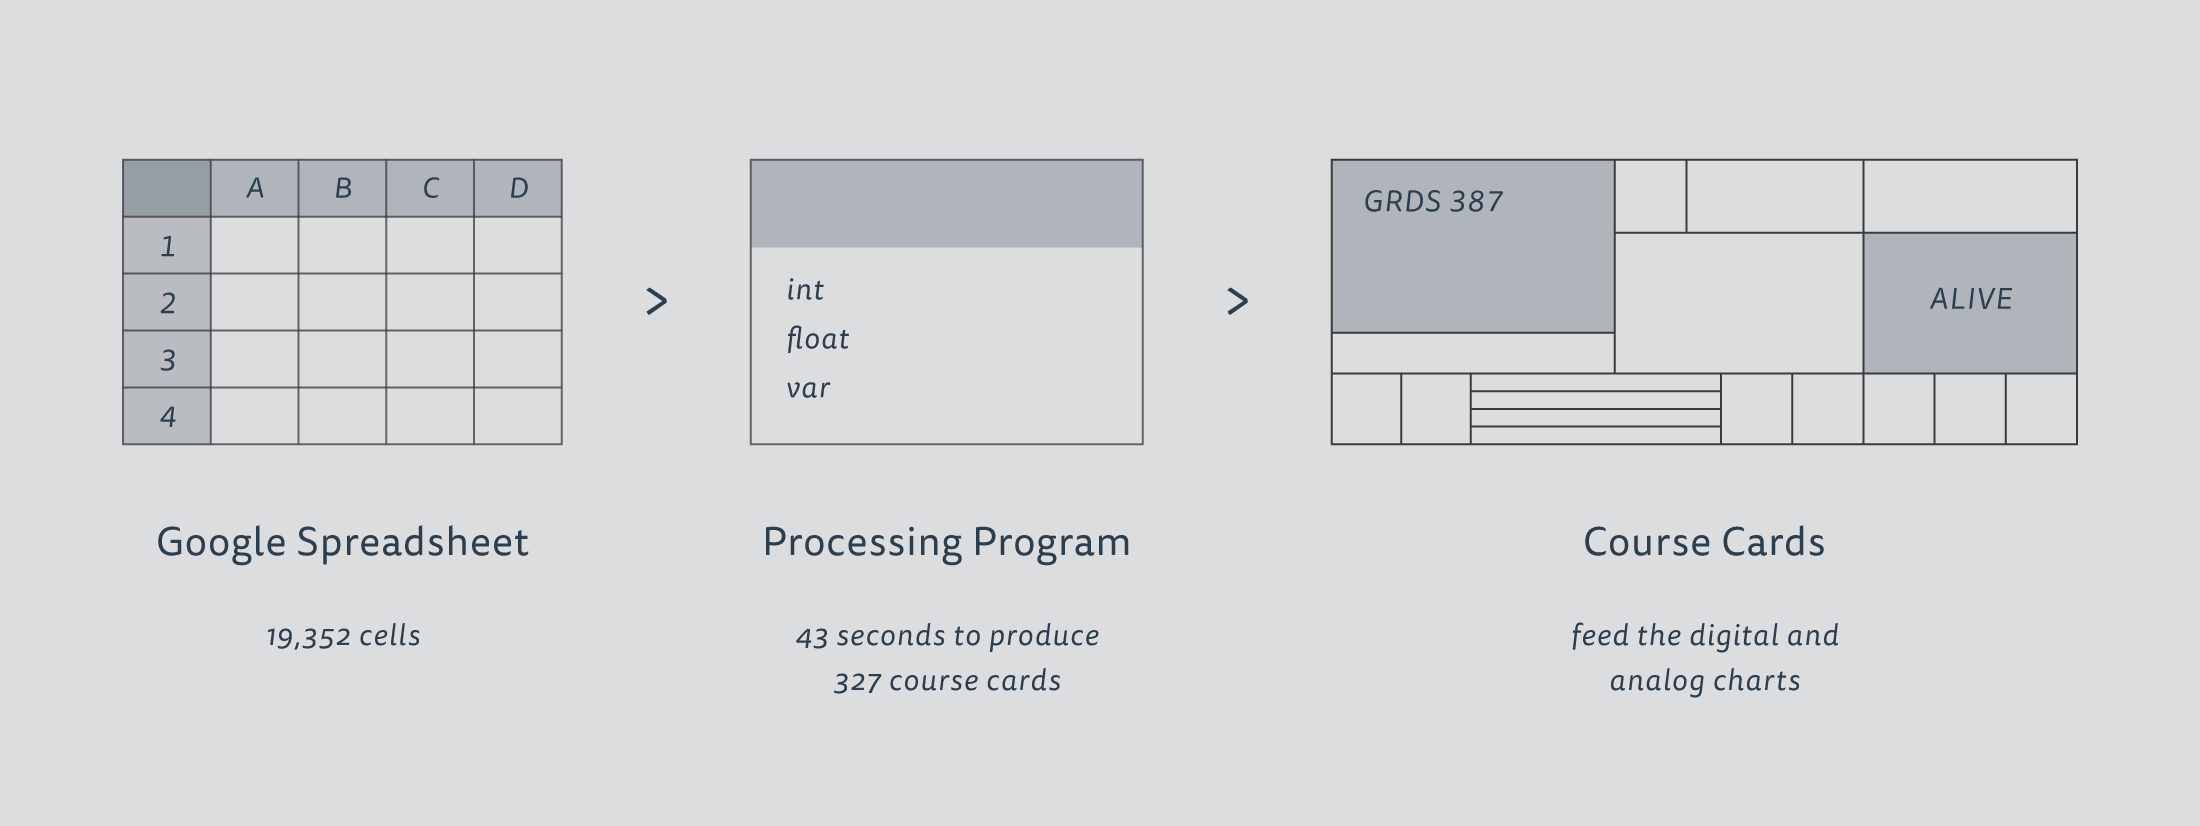 A B C D
1
2
3
4
>
int
float
var
>
GRDS 387
ALIVE
Google Spreadsheet
19,352 cells
Processing Program
43 seconds to produce
327 course cards
Course Cards
feed the digital and
analog charts